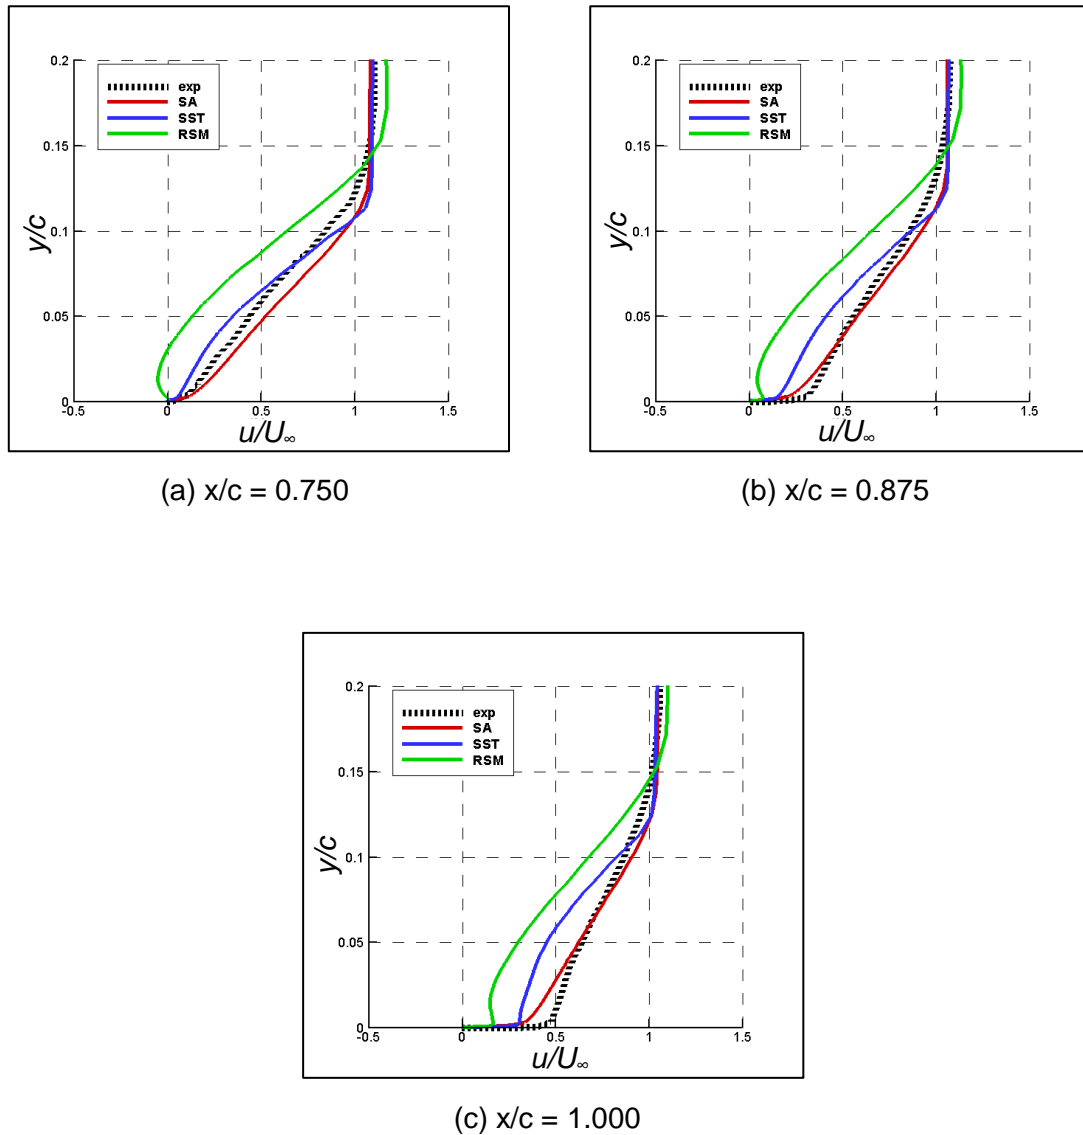 0.2
exp
SA
SST
RSM
0.15
y/c
0.1
0.05
0
-0.5
0
0.5
1
1.5
u/U∞
(a) x/c = 0.750
0.2
exp
SA
SST
RSM
0.15
y/c
0.1
0.05
0
-0.5
0
0.5
1
1.5
u/U∞
(b) x/c = 0.875
0.2
exp
SA
SST
RSM
0.15
y/c
0.1
0.05
0
-0.5
0
0.5
1
1.5
u/U∞
(c) x/c = 1.000